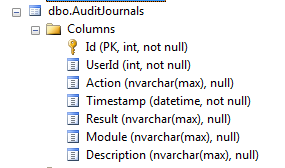 dbo.AuditJournals
Columns
Id (PK, int, not null)
UserId (int, not null)
Action (nvarchar(max), null)
Timestamp (datetime, not null)
Result (nvarchar(max), null)
Module (nvarchar(max), null)
Description (nvarchar(max), null)